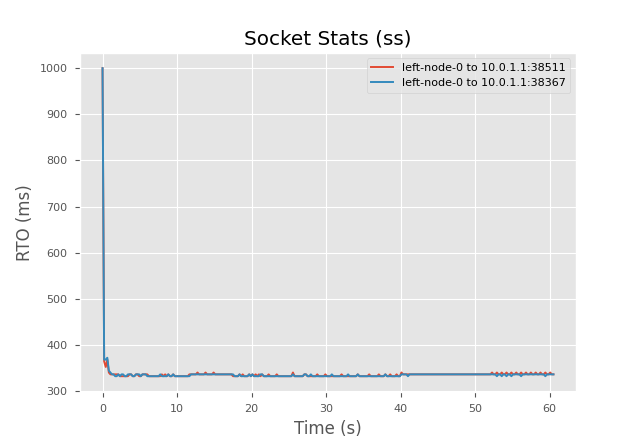 Socket Stats (ss)
left-node-0 to 10.0.1.1:38511
left-node-0 to 10.0.1.1:38367
RTO (ms)
1000
900
800
700
600
500
400
300
0 10 20 30 40 50 60
Time (s)